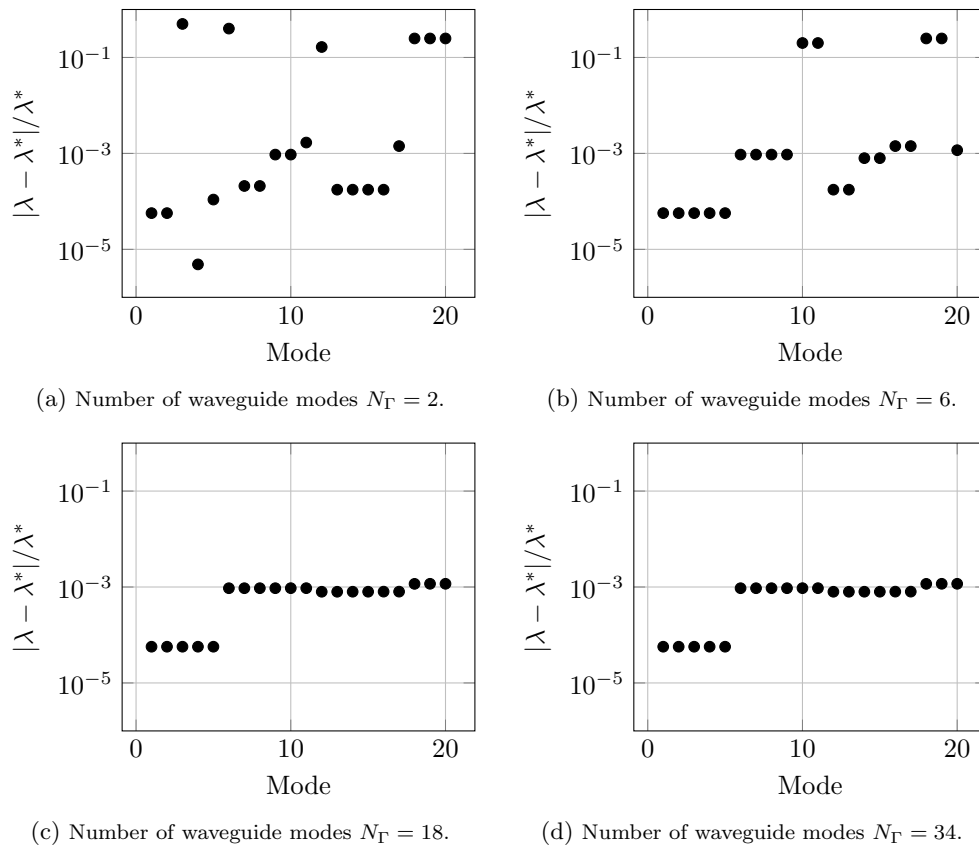 10⁻¹
10⁻³
10⁻⁵
|λ − λ*|/λ*
0 10 20
Mode
(a) Number of waveguide modes N_Γ = 2.
10⁻¹
10⁻³
10⁻⁵
|λ − λ*|/λ*
0 10 20
Mode
(b) Number of waveguide modes N_Γ = 6.
10⁻¹
10⁻³
10⁻⁵
|λ − λ*|/λ*
0 10 20
Mode
(c) Number of waveguide modes N_Γ = 18.
10⁻¹
10⁻³
10⁻⁵
|λ − λ*|/λ*
0 10 20
Mode
(d) Number of waveguide modes N_Γ = 34.